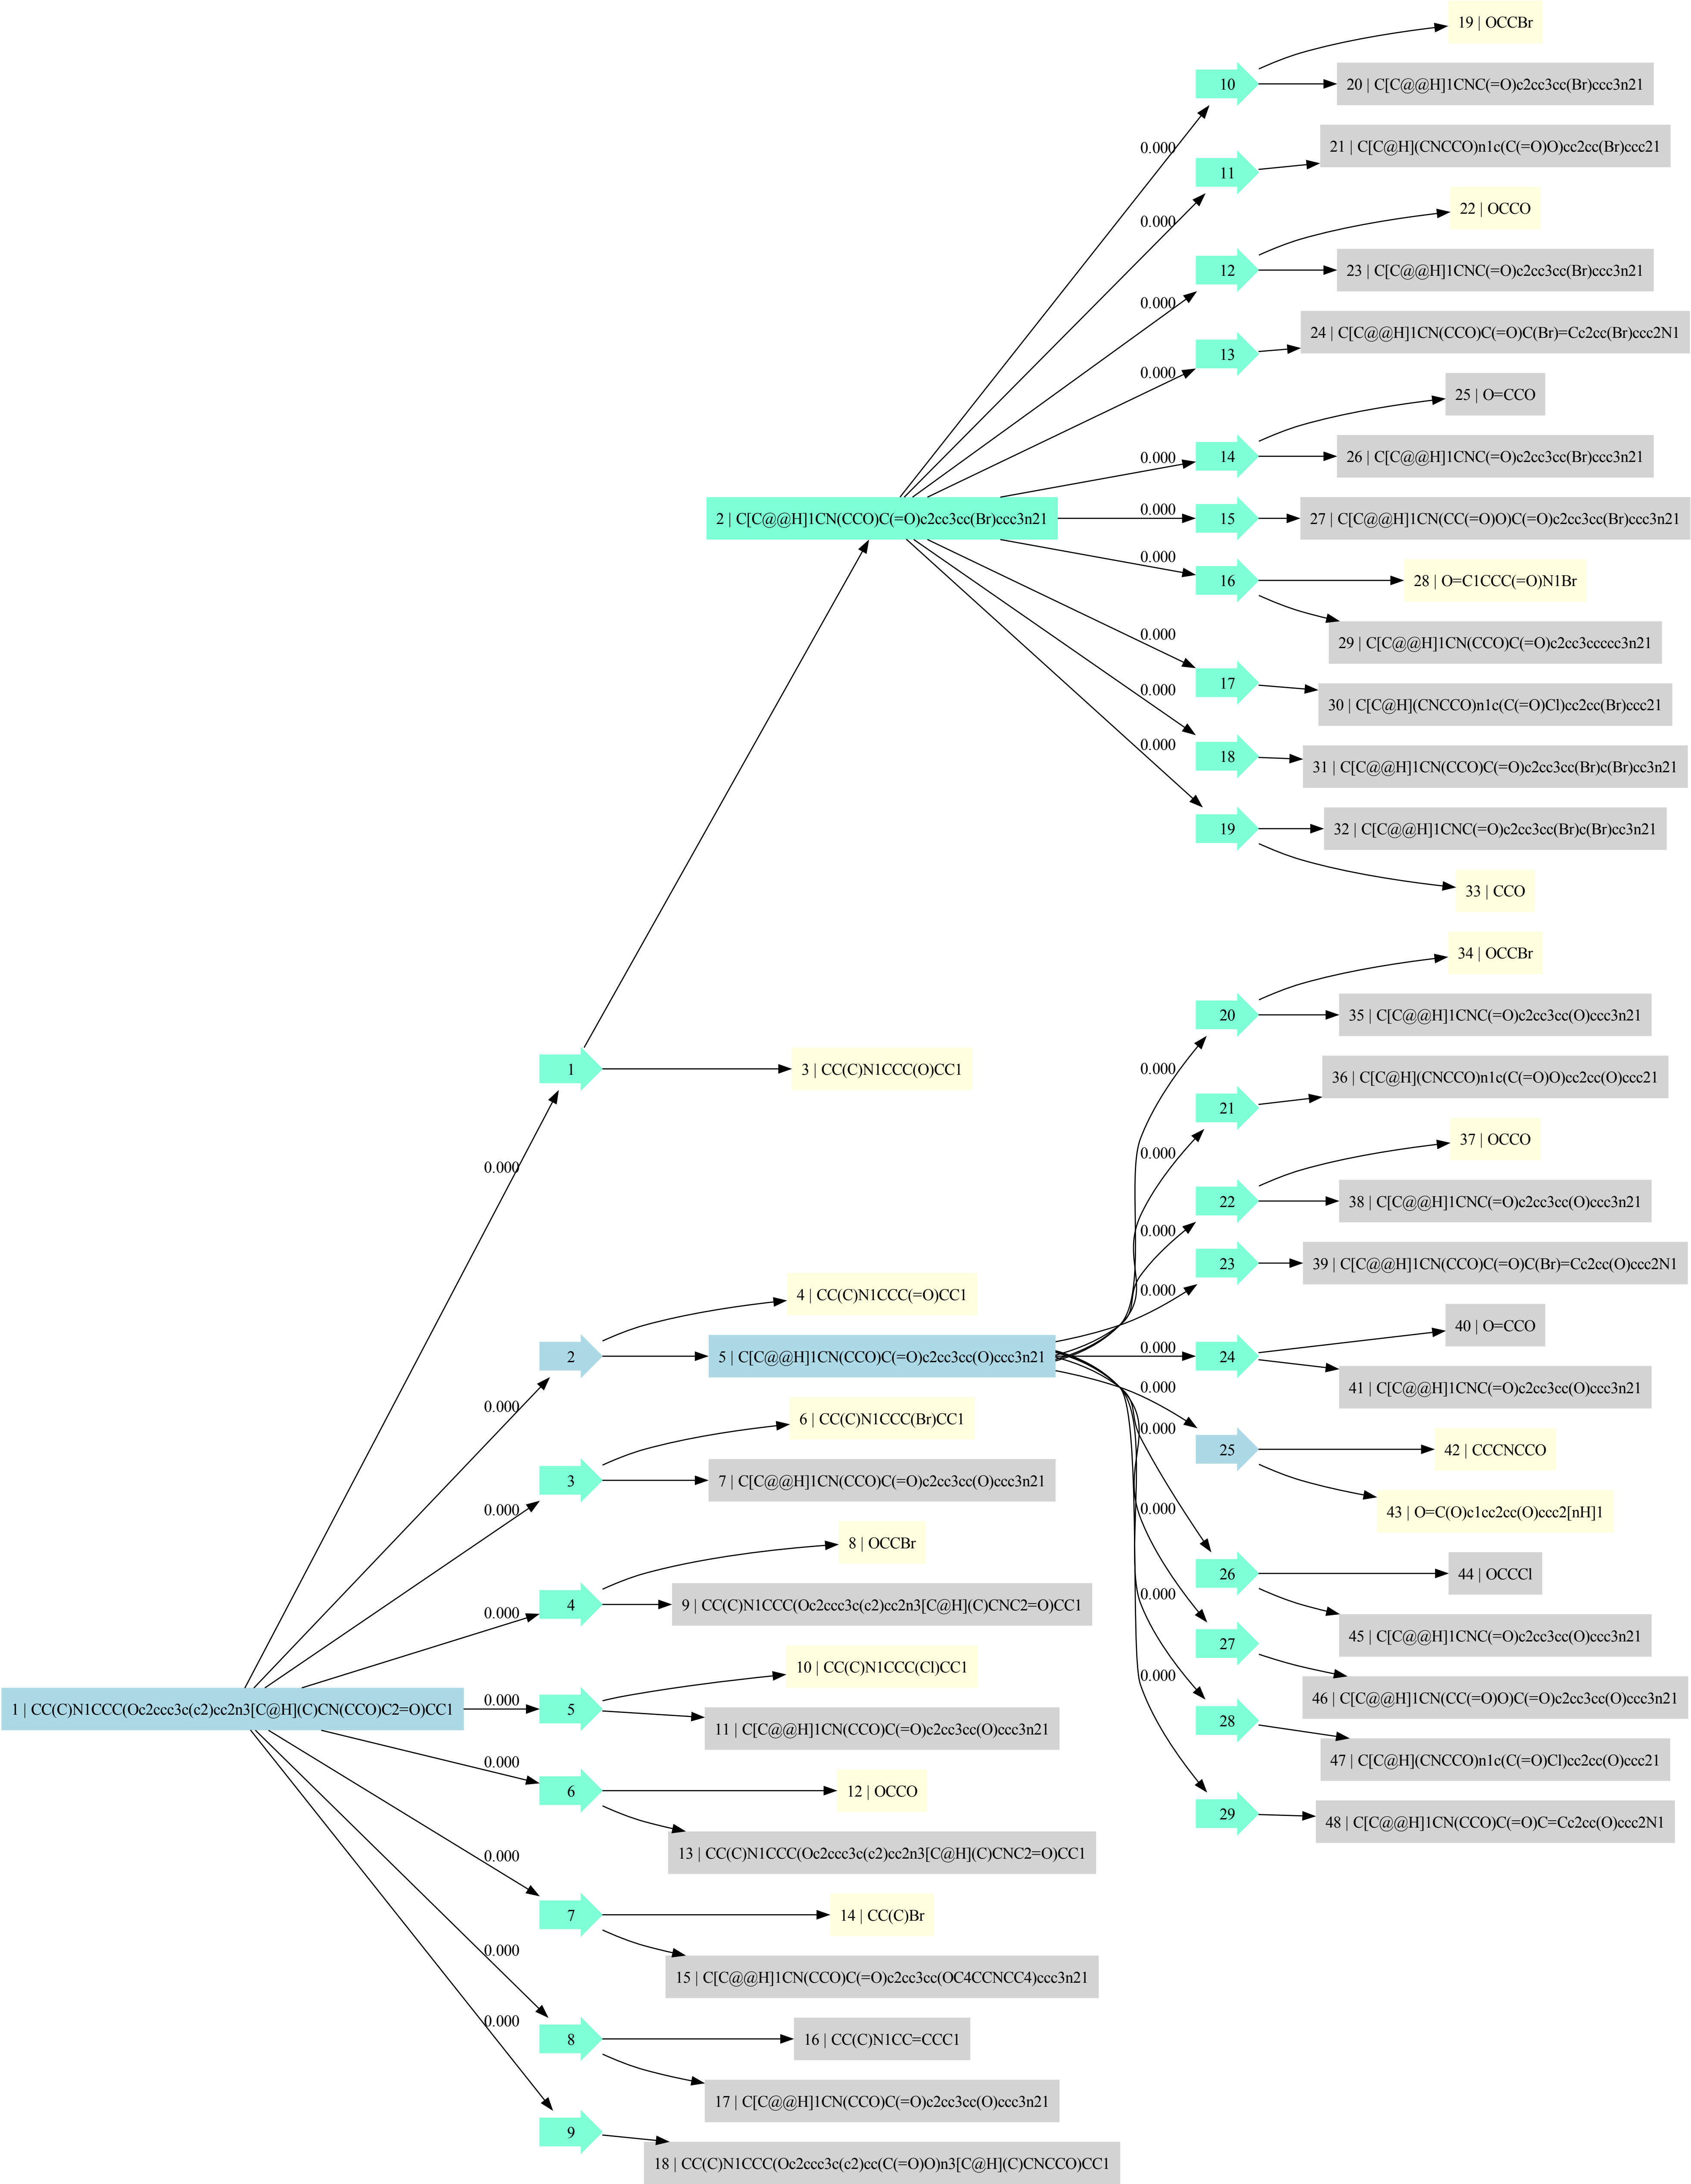 19 | OCCBr
10
20 | C[C@@H]1CNC(=O)c2cc3cc(Br)ccc3n21
0.000
21 | C[C@H](CNCCO)n1c(C(=O)O)cc2cc(Br)ccc21
11
22 | OCCO
0.000
12
23 | C[C@@H]1CNC(=O)c2cc3cc(Br)ccc3n21
0.000
24 | C[C@@H]1CN(CCO)C(=O)C(Br)=Cc2cc(Br)ccc2N1
13
0.000
25 | O=CCO
14
26 | C[C@@H]1CNC(=O)c2cc3cc(Br)ccc3n21
0.000
2 | C[C@@H]1CN(CCO)C(=O)c2cc3cc(Br)ccc3n21
0.000
15
27 | C[C@@H]1CN(CC(=O)O)C(=O)c2cc3cc(Br)ccc3n21
0.000
16
28 | O=C1CCC(=O)N1Br
29 | C[C@@H]1CN(CCO)C(=O)c2cc3ccccc3n21
0.000
17
30 | C[C@H](CNCCO)n1c(C(=O)Cl)cc2cc(Br)ccc21
0.000
18
31 | C[C@@H]1CN(CCO)C(=O)c2cc3cc(Br)c(Br)cc3n21
0.000
19
32 | C[C@@H]1CNC(=O)c2cc3cc(Br)c(Br)cc3n21
33 | CCO
34 | OCCBr
20
35 | C[C@@H]1CNC(=O)c2cc3cc(O)ccc3n21
1
3 | CC(C)N1CCC(O)CC1
0.000
36 | C[C@H](CNCCO)n1c(C(=O)O)cc2cc(O)ccc21
21
0.000
37 | OCCO
0.000
22
38 | C[C@@H]1CNC(=O)c2cc3cc(O)ccc3n21
0.000
23
39 | C[C@@H]1CN(CCO)C(=O)C(Br)=Cc2cc(O)ccc2N1
0.000
4 | CC(C)N1CCC(=O)CC1
40 | O=CCO
2
5 | C[C@@H]1CN(CCO)C(=O)c2cc3cc(O)ccc3n21
0.000
24
41 | C[C@@H]1CNC(=O)c2cc3cc(O)ccc3n21
0.000
0.000
6 | CC(C)N1CCC(Br)CC1
0.000
25
42 | CCCNCCO
3
7 | C[C@@H]1CN(CCO)C(=O)c2cc3cc(O)ccc3n21
0.000
0.000
43 | O=C(O)c1cc2cc(O)ccc2[nH]1
8 | OCCBr
26
44 | OCCCl
0.000
4
9 | CC(C)N1CCC(Oc2ccc3c(c2)cc2n3[C@H](C)CNC2=O)CC1
0.000
45 | C[C@@H]1CNC(=O)c2cc3cc(O)ccc3n21
27
10 | CC(C)N1CCC(Cl)CC1
0.000
46 | C[C@@H]1CN(CC(=O)O)C(=O)c2cc3cc(O)ccc3n21
1 | CC(C)N1CCC(Oc2ccc3c(c2)cc2n3[C@H](C)CN(CCO)C2=O)CC1
0.000
5
11 | C[C@@H]1CN(CCO)C(=O)c2cc3cc(O)ccc3n21
28
47 | C[C@H](CNCCO)n1c(C(=O)Cl)cc2cc(O)ccc21
0.000
6
12 | OCCO
29
48 | C[C@@H]1CN(CCO)C(=O)C=Cc2cc(O)ccc2N1
13 | CC(C)N1CCC(Oc2ccc3c(c2)cc2n3[C@H](C)CNC2=O)CC1
0.000
7
14 | CC(C)Br
0.000
15 | C[C@@H]1CN(CCO)C(=O)c2cc3cc(OC4CCNCC4)ccc3n21
0.000
8
16 | CC(C)N1CC=CCC1
17 | C[C@@H]1CN(CCO)C(=O)c2cc3cc(O)ccc3n21
9
18 | CC(C)N1CCC(Oc2ccc3c(c2)cc(C(=O)O)n3[C@H](C)CNCCO)CC1